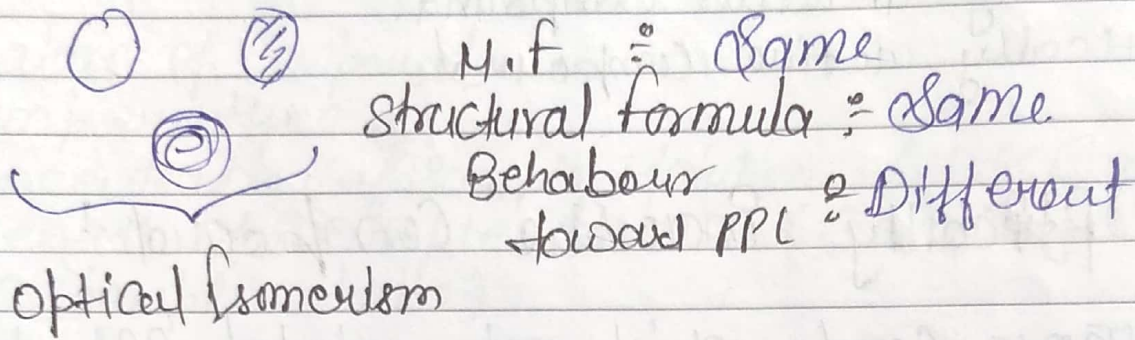 M.f ÷ Same
Structural formula ÷ Same
Behabour
toward PPL : Different
optical Isomerism